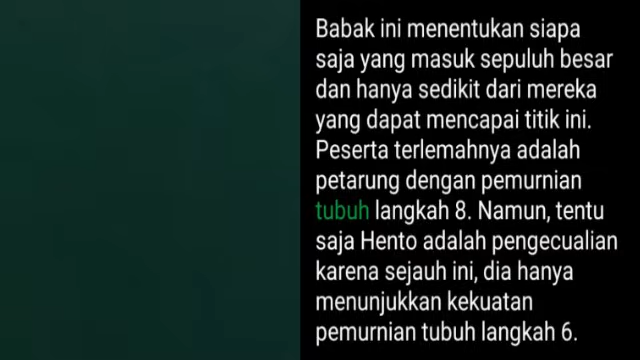 Babak ini menentukan siapa
saja yang masuk sepuluh besar
dan hanya sedikit dari mereka
yang dapat mencapai titik ini.
Peserta terlemahnya adalah
petarung dengan pemurnian
tubuh langkah 8. Namun, tentu
saja Hento adalah pengecualian
karena sejauh ini, dia hanya
menunjukkan kekuatan
pemurnian tubuh langkah 6.